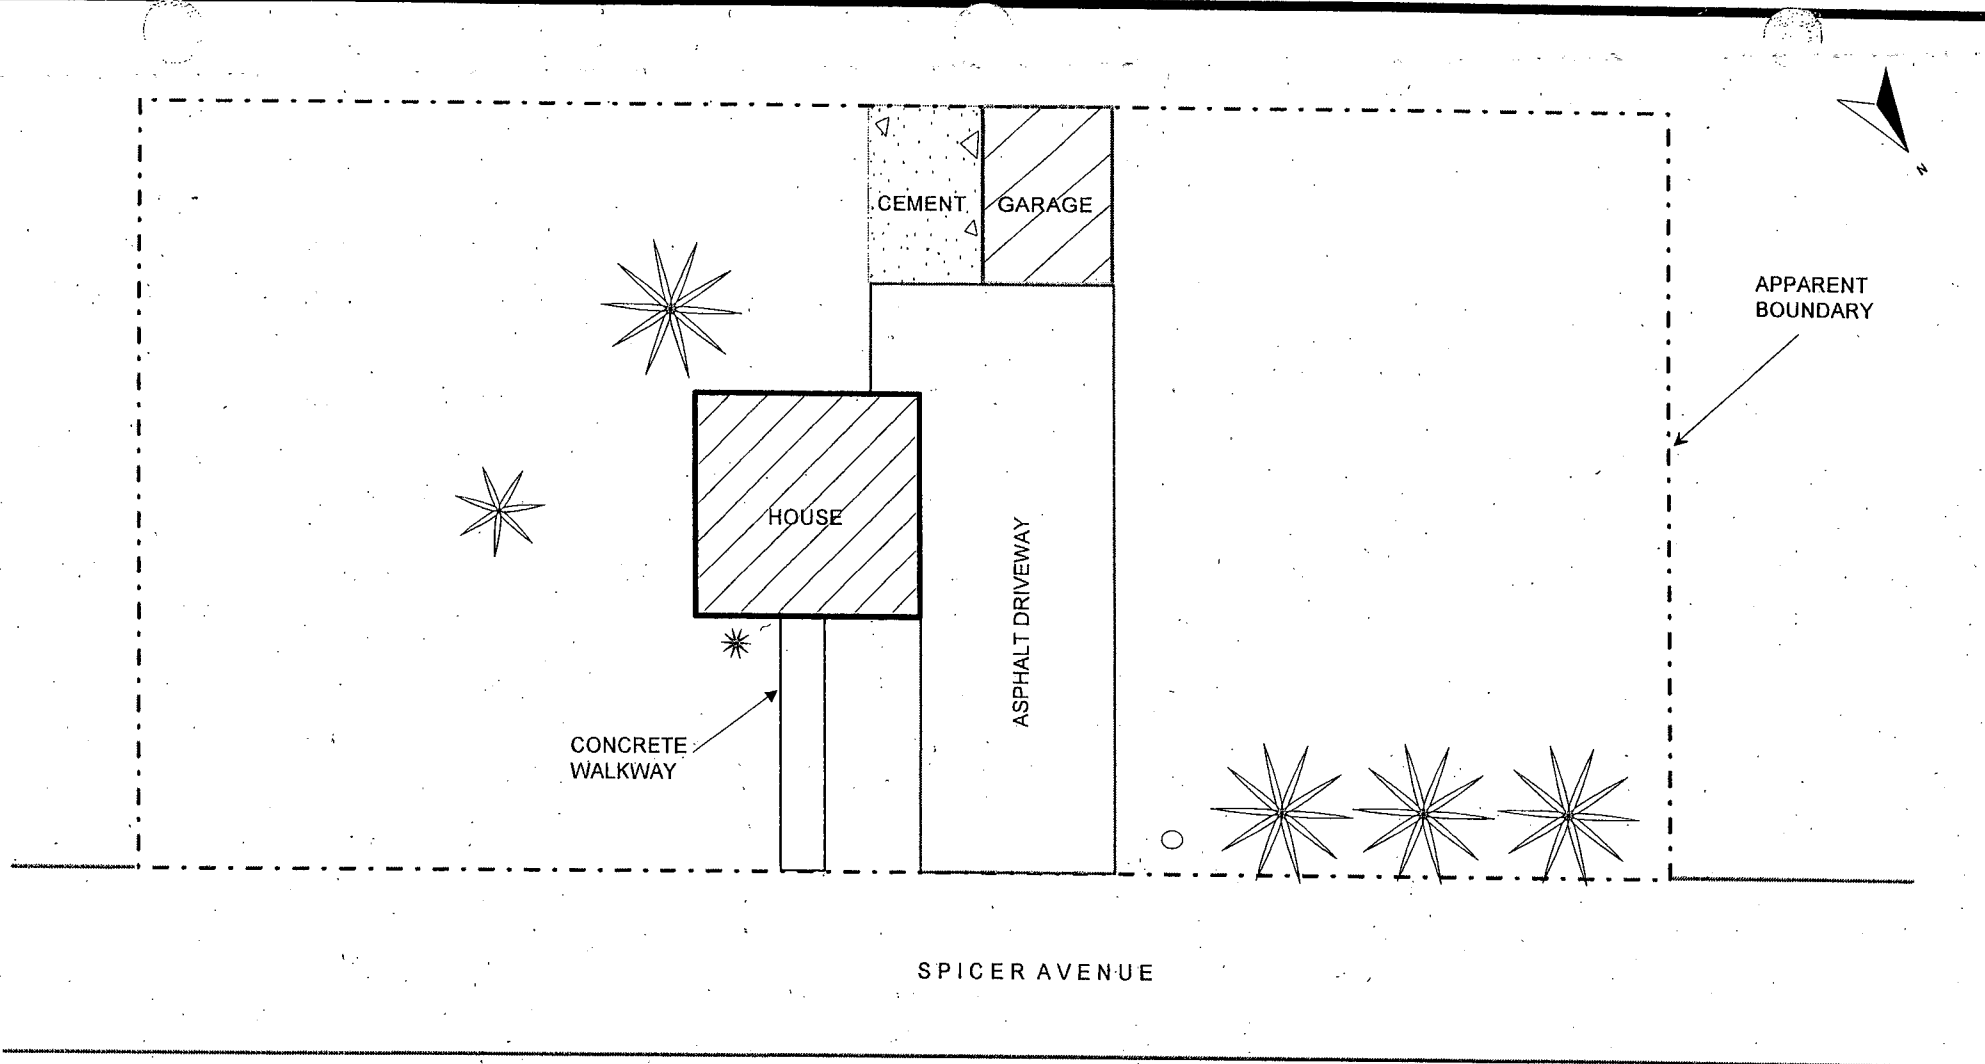 CEMENT
GARAGE
N
APPARENT
BOUNDARY
HOUSE
ASPHALT DRIVEWAY
CONCRETE
WALKWAY
SPICER AVENUE